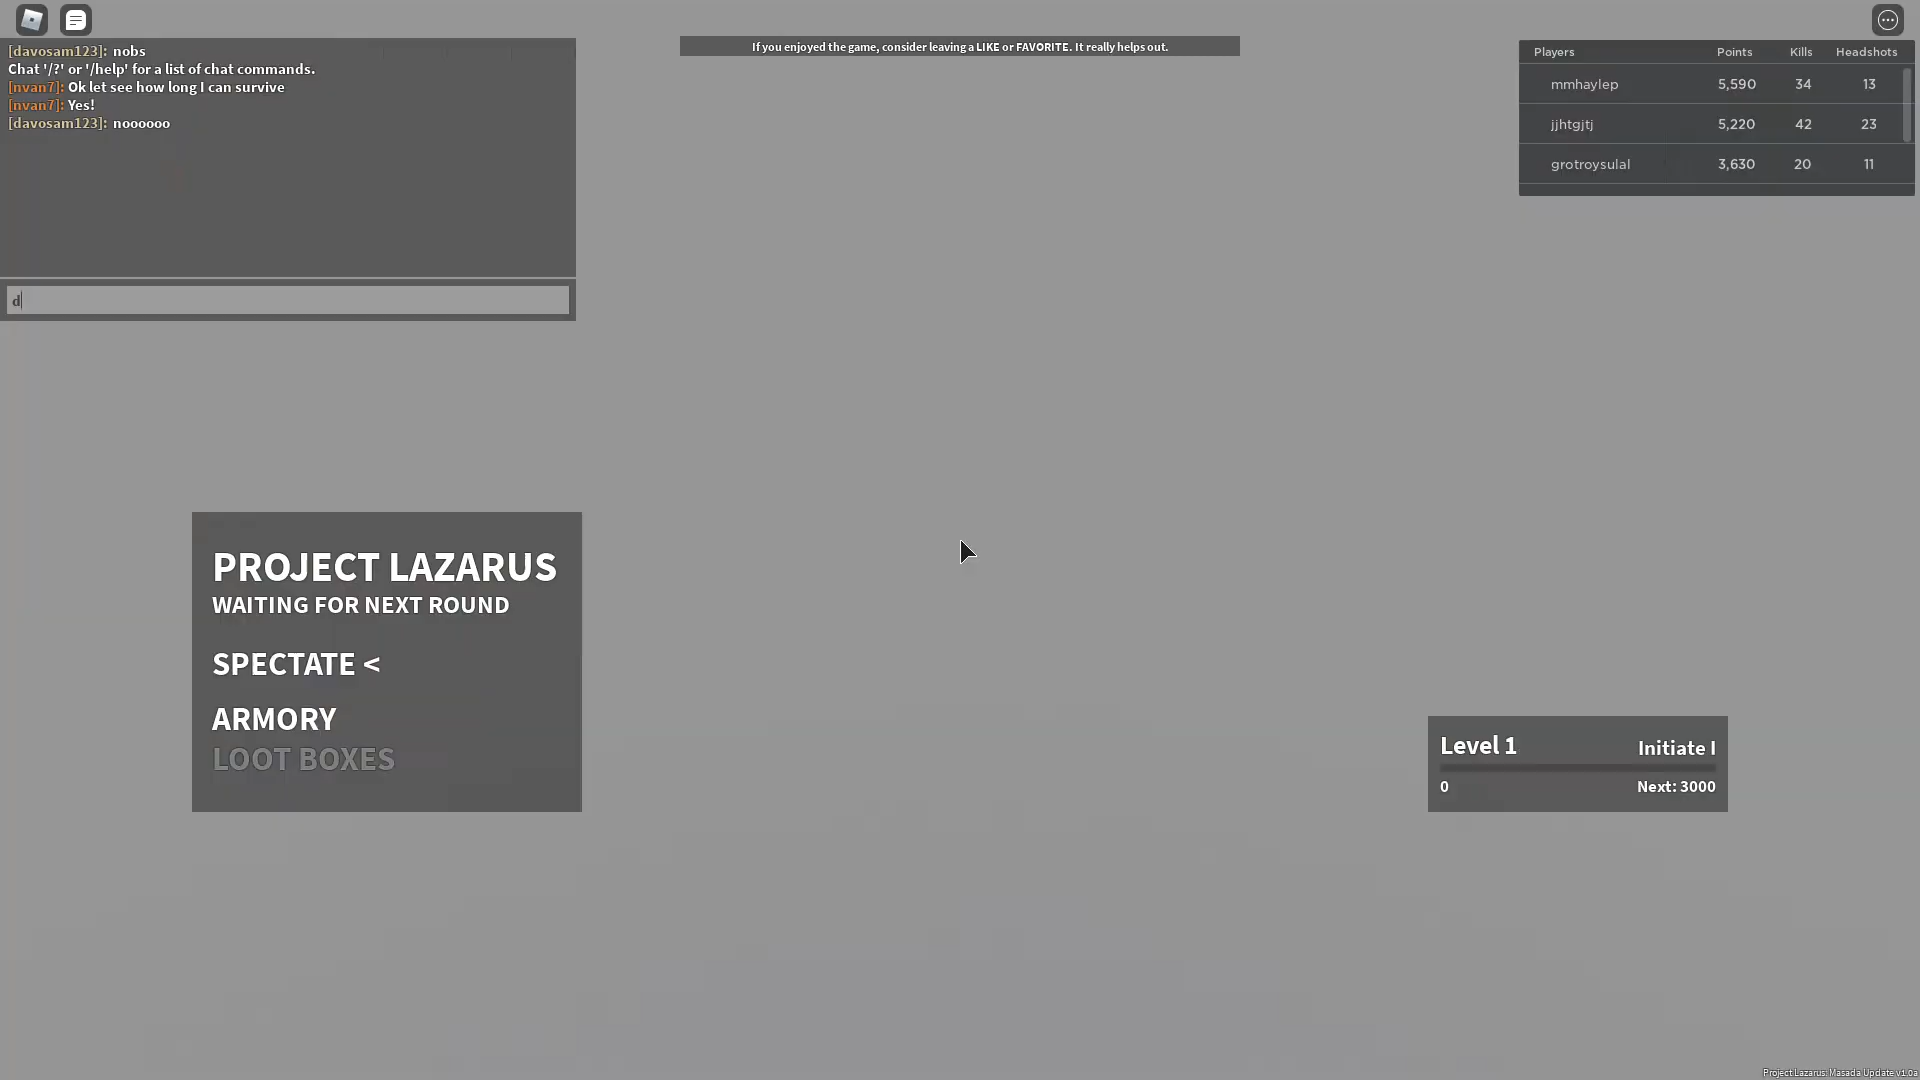 [davosam123]: nobs
Chat '/?' or '/help' for a list of chat commands.
[nvan7]: Ok let see how long I can survive
[nvan7]: Yes!
[davosam123]: noooooo
d
If you enjoyed the game, consider leaving a LIKE or FAVORITE. It really helps out.
Players Points Kills Headshots
mmhaylep 5,590 34 13
jjhtgjtj 5,220 42 23
grotroysulal 3,630 20 11
PROJECT LAZARUS
WAITING FOR NEXT ROUND
SPECTATE <
ARMORY
LOOT BOXES
Level 1 Initiate I
0 Next: 3000
Project Lazarus: Masada Update v1.0a